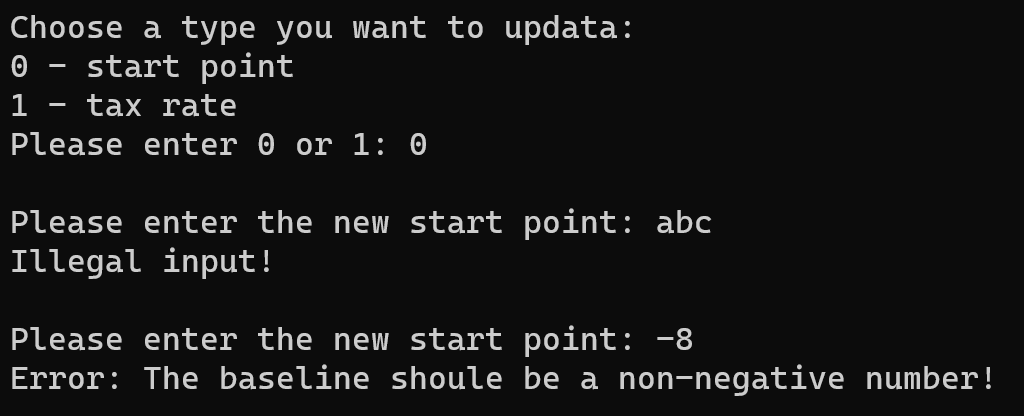 Choose a type you want to updata:
0 - start point
1 - tax rate
Please enter 0 or 1: 0
Please enter the new start point: abc
Illegal input!
Please enter the new start point: -8
Error: The baseline shoule be a non-negative number!